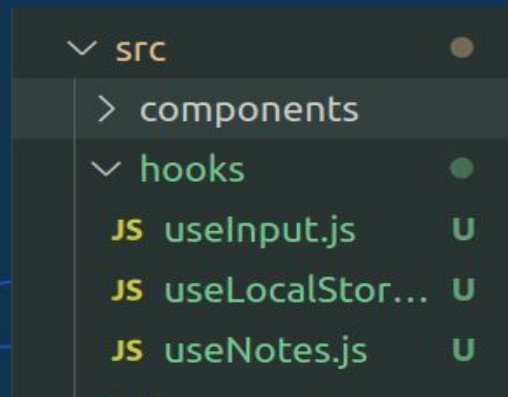 src
components
hooks
JS useInput.js U
JS useLocalStor... U
JS useNotes.js U